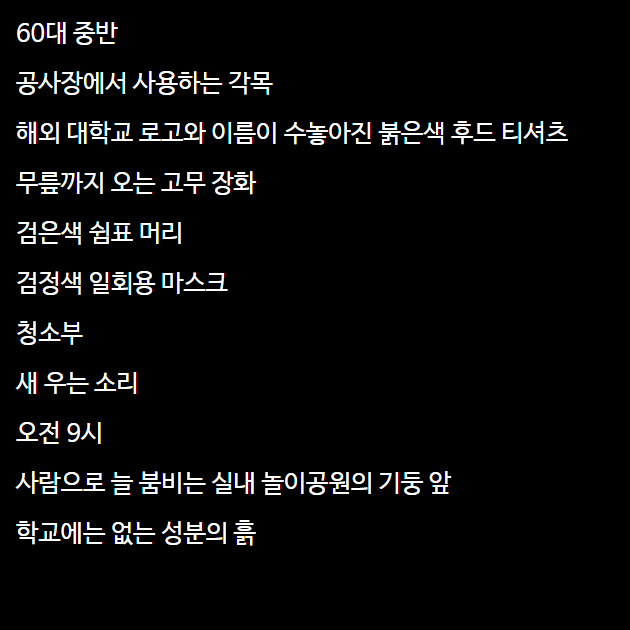 60대 중반
공사장에서 사용하는 각목
해외 대학교 로고와 이름이 수놓아진 붉은색 후드 티셔츠
무릎까지 오는 고무 장화
검은색 쉼표 머리
검정색 일회용 마스크
청소부
새 우는 소리
오전 9시
사람으로 늘 붐비는 실내 놀이공원의 기둥 앞
학교에는 없는 성분의 흙